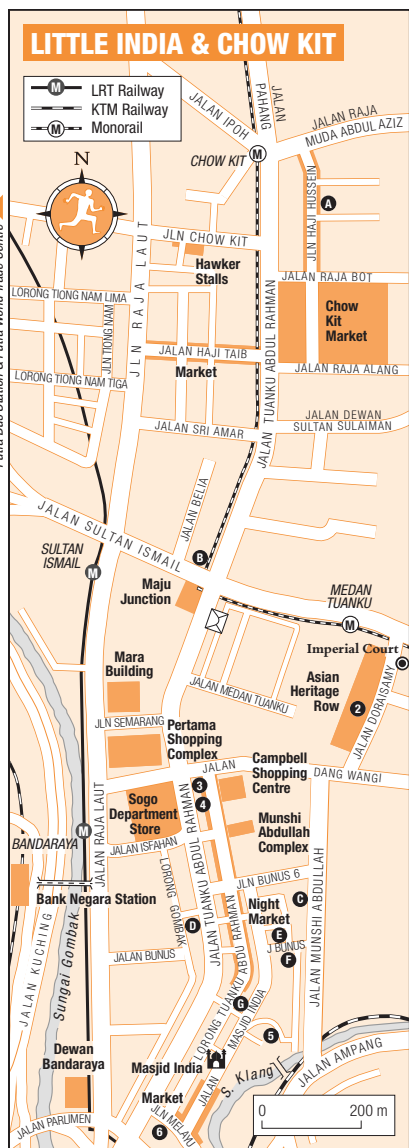 LITTLE INDIA & CHOW KIT
M LRT Railway
KTM Railway
M Monorail
N
JALAN IPOH
JALAN
PAHANG
JALAN RAJA
MUDA ABDUL AZIZ
CHOW KIT
M
JLN HAJI HUSSEIN
A
JALAN RAJA LAUT
JLN CHOW KIT
Hawker
Stalls
JALAN RAJA BOT
LORONG TIONG NAM LIMA
JLN TIONG NAM
Chow
Kit
Market
JALAN HAJI TAIB
Market
JALAN RAJA ALANG
LORONG TIONG NAM TIGA
JALAN TUANKU ABDUL RAHMAN
JALAN DEWAN
SULTAN SULAIMAN
JALAN SRI AMAR
JALAN BELIA
JALAN SULTAN ISMAIL
B
SULTAN
ISMAIL
M
Maju
Junction
MEDAN
TUANKU
M
Imperial Court
Mara
Building
JALAN MEDAN TUANKU
Asian
Heritage
Row
2
JALAN DORAISAMY
JLN SEMARANG
Pertama
Shopping
Complex
JALAN
DANG WANGI
Campbell
Shopping
Centre
3
4
Sogo
Department
Store
JALAN RAJA LAUT
Munshi
Abdullah
Complex
M
BANDARAYA
JALAN ISFAHAN
JALAN TUANKU ABDUL RAHMAN
LORONG GOMBAK
JLN BUNUS 6
Bank Negara Station
Night
Market
C
D
E
J BUNUS
F
JALAN MUNSHI ABDULLAH
JALAN KUCHING
Sungai Gombak
JALAN BUNUS
LORONG TUANKU ABDU RAHMAN
G
JALAN MASJID INDIA
5
Dewan
Bandaraya
Masjid India
S. Klang
JALAN AMPANG
Market
JLN MELAYU
6
JALAN PARLIMEN
0 200 m